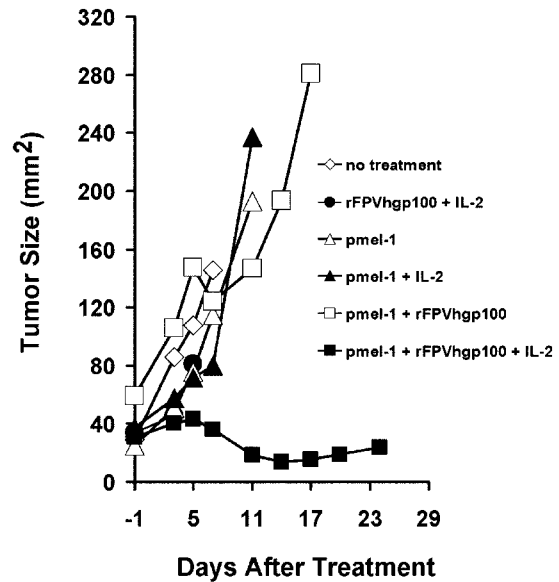 320
280
240
200
160
120
80
40
0
Tumor Size (mm²)
no treatment
rFPVhgp100 + IL-2
pmel-1
pmel-1 + IL-2
pmel-1 + rFPVhgp100
pmel-1 + rFPVhgp100 + IL-2
-1 5 11 17 23 29
Days After Treatment